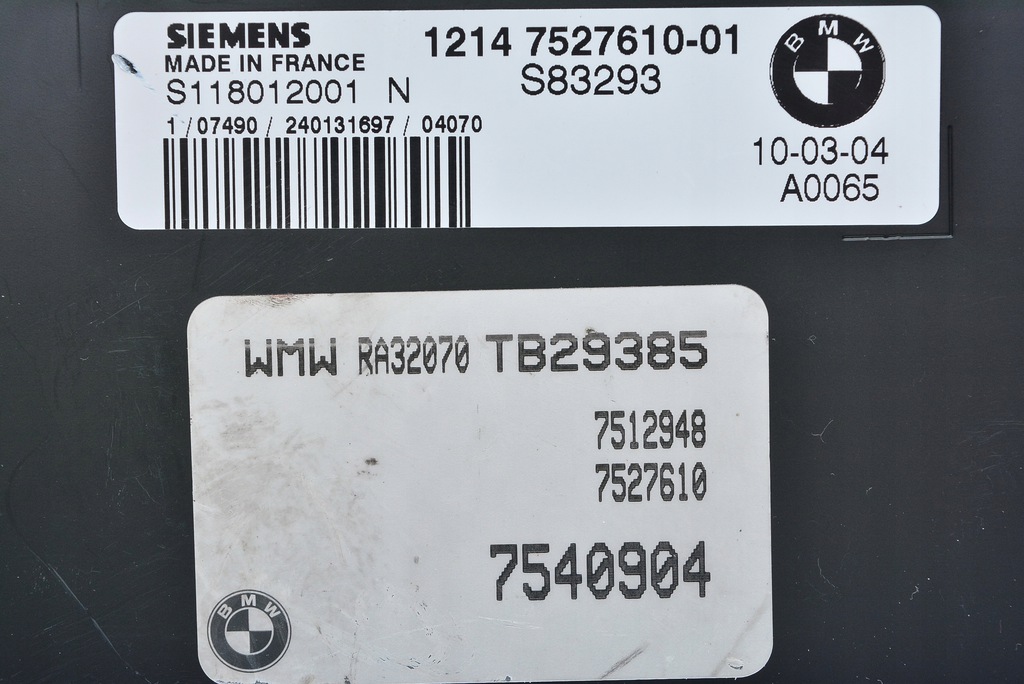 SIEMENS
MADE IN FRANCE
S118012001 N
1 / 07490 / 240131697 / 04070
1214 7527610-01
S83293
BMW
10-03-04
A0065
WMW RA32070 TB29385
7512948
7527610
7540904
BMW